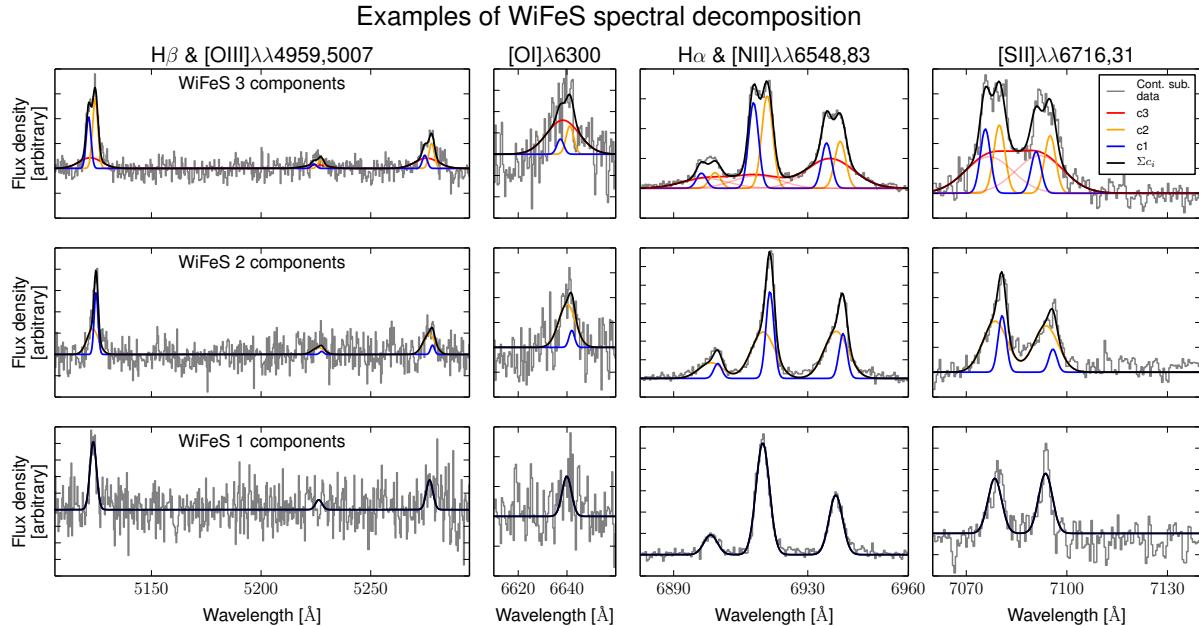 Examples of WiFeS spectral decomposition
Hβ & [OIII]λλ4959,5007
[OI]λ6300
Hα & [NII]λλ6548,83
[SII]λλ6716,31
WiFeS 3 components
Flux density
[arbitrary]
Cont. sub.
data
c3
c2
c1
Σc_i
WiFeS 2 components
Flux density
[arbitrary]
WiFeS 1 components
Flux density
[arbitrary]
5150 5200 5250
6620 6640
6890 6930 6960
7070 7100 7130
Wavelength [Å]
Wavelength [Å]
Wavelength [Å]
Wavelength [Å]